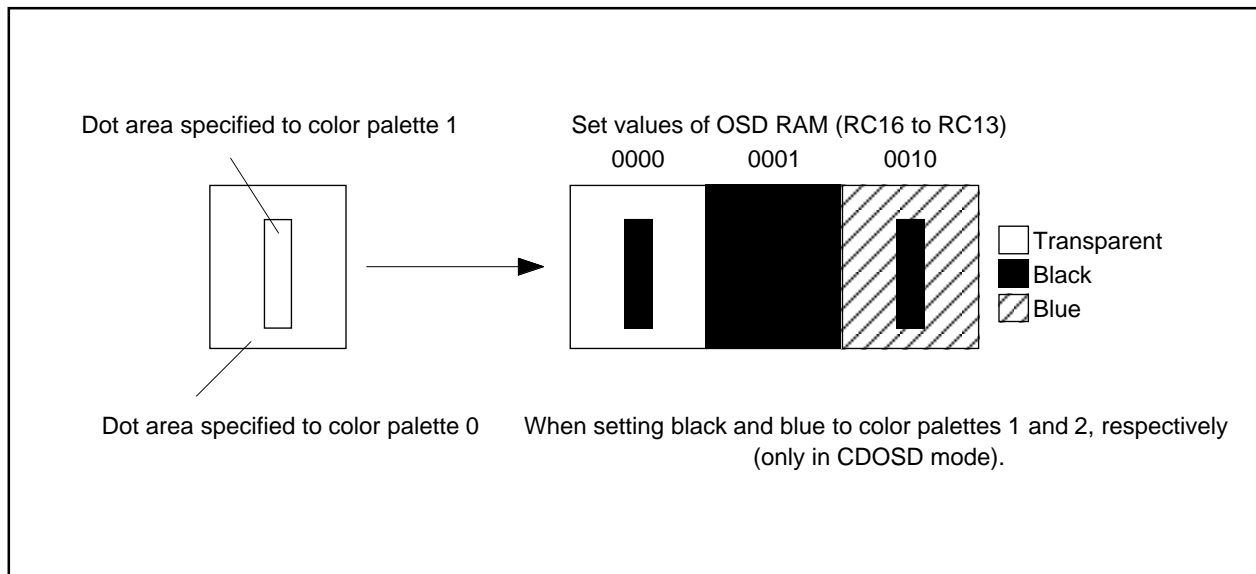 Dot area specified to color palette 1
Set values of OSD RAM (RC16 to RC13)
0000 0001 0010
Transparent
Black
Blue
Dot area specified to color palette 0
When setting black and blue to color palettes 1 and 2, respectively
(only in CDOSD mode).